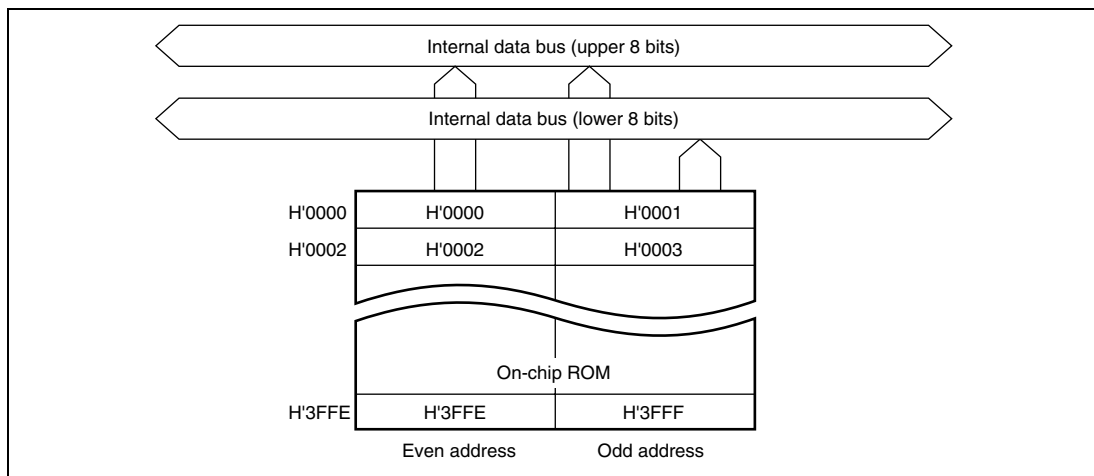 Internal data bus (upper 8 bits)
Internal data bus (lower 8 bits)
H'0000 H'0000 H'0001
H'0002 H'0002 H'0003
On-chip ROM
H'3FFE H'3FFE H'3FFF
Even address Odd address